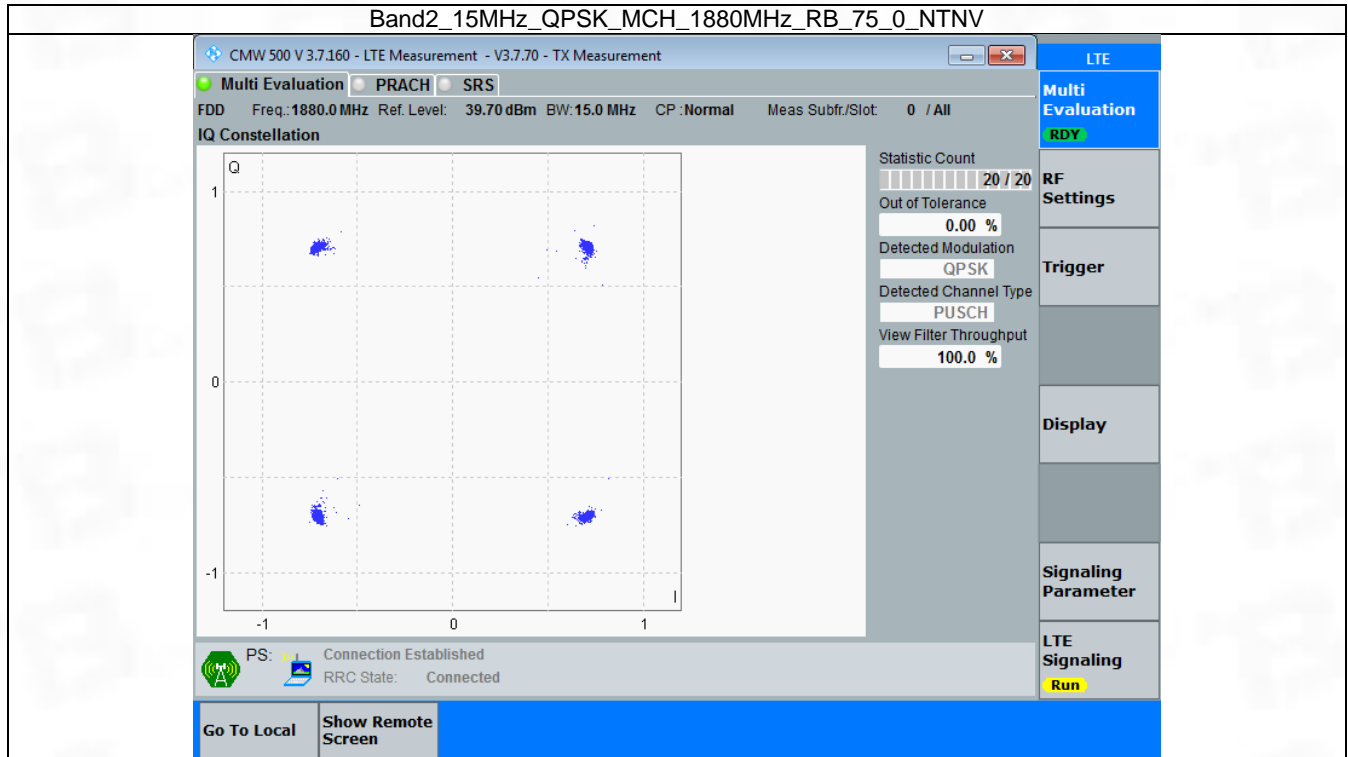 Band2_15MHz_QPSK_MCH_1880MHz_RB_75_0_NTNV
CMW 500 V 3.7.160 - LTE Measurement - V3.7.70 - TX Measurement
LTE
Multi Evaluation PRACH SRS
Multi Evaluation
RDY
FDD Freq.: 1880.0 MHz Ref. Level: 39.70 dBm BW: 15.0 MHz CP : Normal Meas Subfr./Slot: 0 / All
IQ Constellation
Q
1
0
-1
I
-1 0 1
Statistic Count
20 / 20
Out of Tolerance
0.00 %
Detected Modulation
QPSK
Detected Channel Type
PUSCH
View Filter Throughput
100.0 %
RF
Settings
Trigger
Display
Signaling
Parameter
LTE
Signaling
Run
PS: Connection Established
RRC State: Connected
Go To Local
Show Remote
Screen